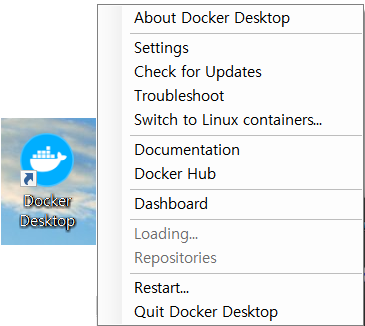 About Docker Desktop
Settings
Check for Updates
Troubleshoot
Switch to Linux containers...
Documentation
Docker Hub
Dashboard
Loading...
Repositories
Restart...
Quit Docker Desktop
Docker
Desktop